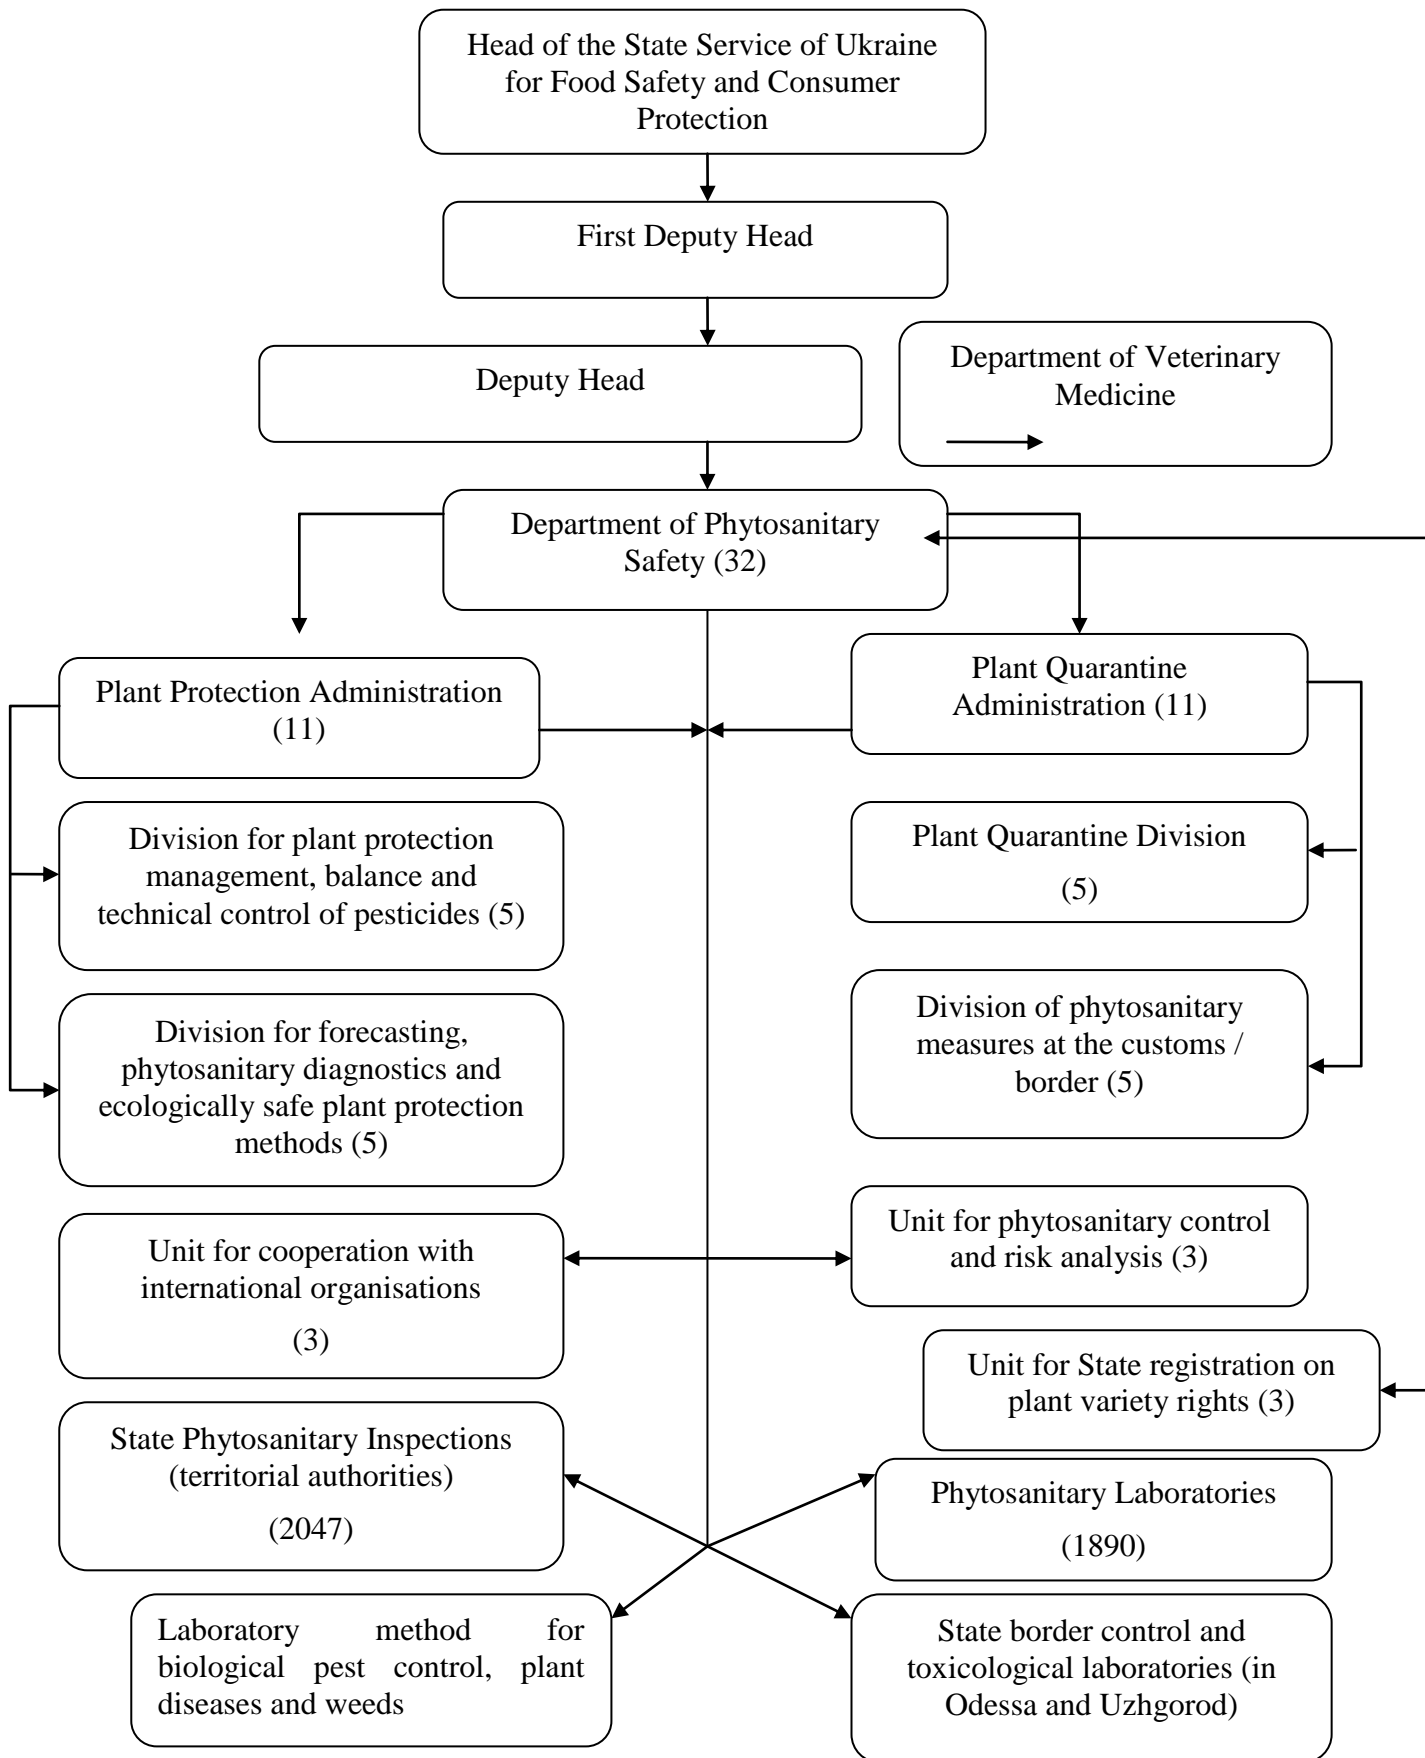 Head of the State Service of Ukraine
for Food Safety and Consumer
Protection
First Deputy Head
Deputy Head
Department of Veterinary
Medicine
Department of Phytosanitary
Safety (32)
Plant Protection Administration
(11)
Plant Quarantine
Administration (11)
Division for plant protection
management, balance and
technical control of pesticides (5)
Plant Quarantine Division
(5)
Division for forecasting,
phytosanitary diagnostics and
ecologically safe plant protection
methods (5)
Division of phytosanitary
measures at the customs /
border (5)
Unit for cooperation with
international organisations
(3)
Unit for phytosanitary control
and risk analysis (3)
Unit for State registration on
plant variety rights (3)
State Phytosanitary Inspections
(territorial authorities)
(2047)
Phytosanitary Laboratories
(1890)
Laboratory method for
biological pest control, plant
diseases and weeds
State border control and
toxicological laboratories (in
Odessa and Uzhgorod)